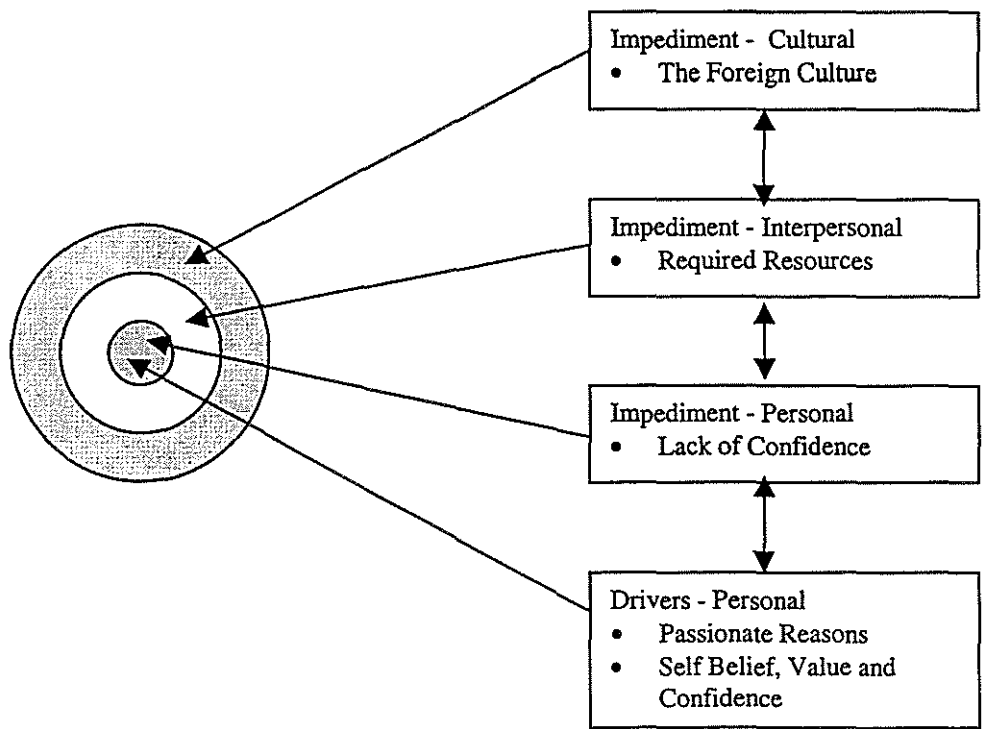 Impediment - Cultural
• The Foreign Culture
Impediment - Interpersonal
• Required Resources
Impediment - Personal
• Lack of Confidence
Drivers - Personal
• Passionate Reasons
• Self Belief, Value and
Confidence